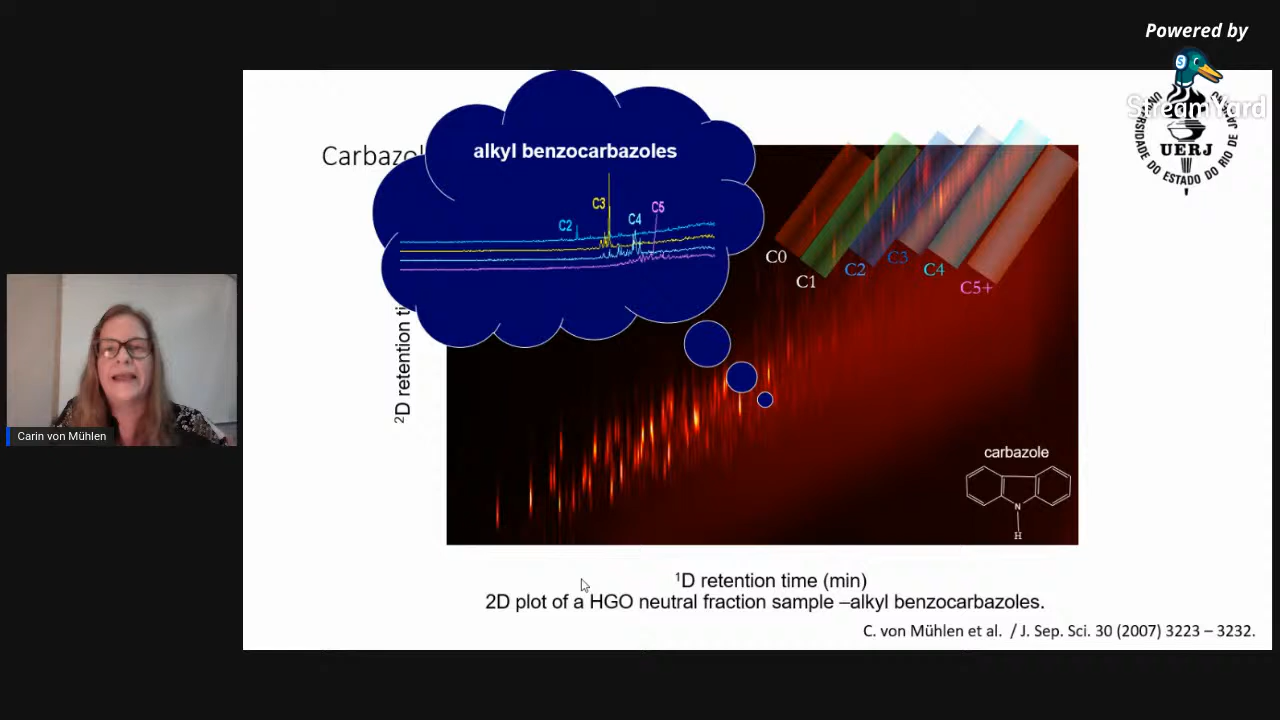 Powered by
S
StreamYard
UNIVERSIDADE DO ESTADO DO RIO DE JANEIRO
UERJ
Carbazol
alkyl benzocarbazoles
C2
C3
C4
C5
C0
C1
C2
C3
C4
C5+
²D retention ti
Carin von Mühlen
carbazole
N
H
¹D retention time (min)
2D plot of a HGO neutral fraction sample –alkyl benzocarbazoles.
C. von Mühlen et al. / J. Sep. Sci. 30 (2007) 3223 – 3232.